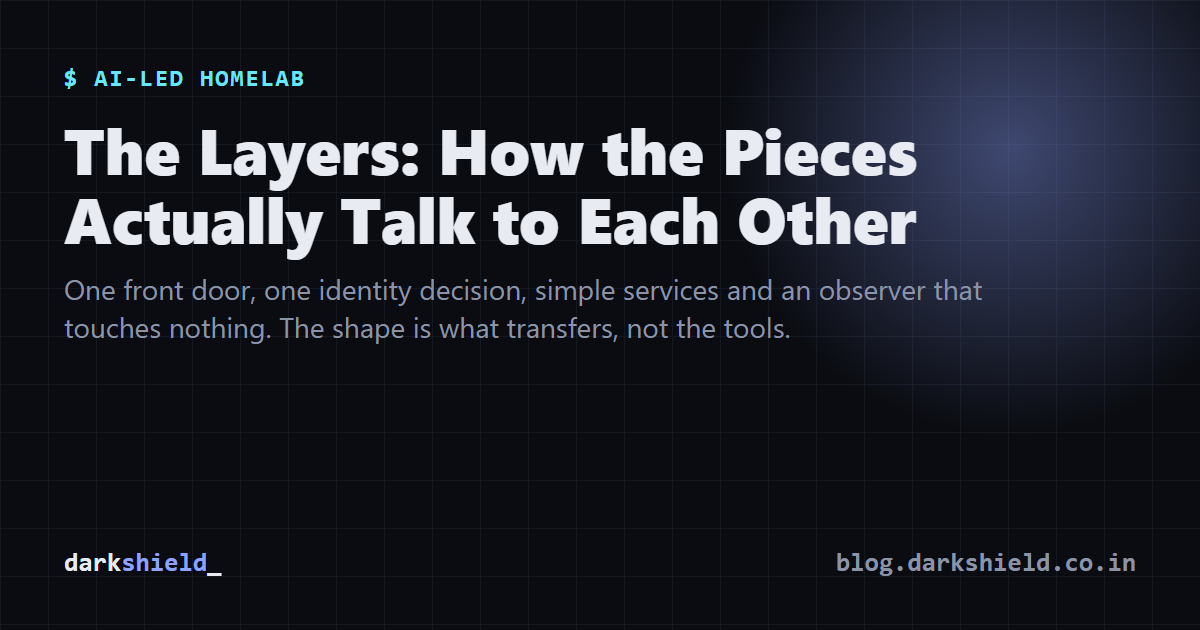 $ AI-LED HOMELAB
The Layers: How the Pieces
Actually Talk to Each Other
One front door, one identity decision, simple services and an observer that
touches nothing. The shape is what transfers, not the tools.
darkshield_
blog.darkshield.co.in